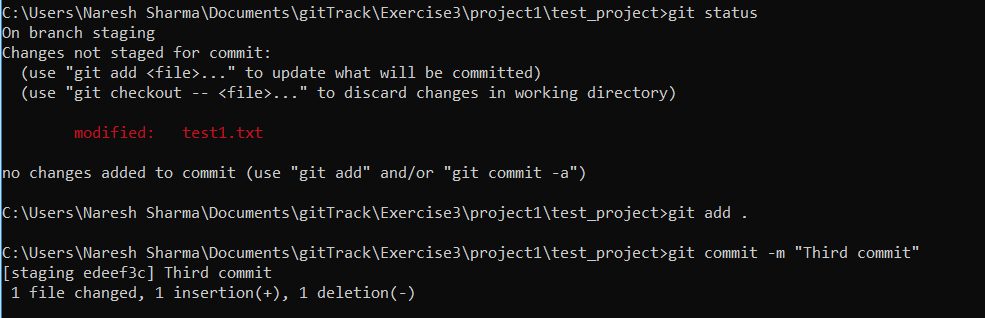 C:\Users\Naresh Sharma\Documents\gitTrack\Exercise3\project1\test_project>git status
On branch staging
Changes not staged for commit:
  (use "git add <file>..." to update what will be committed)
  (use "git checkout -- <file>..." to discard changes in working directory)
        modified:   test1.txt
no changes added to commit (use "git add" and/or "git commit -a")
C:\Users\Naresh Sharma\Documents\gitTrack\Exercise3\project1\test_project>git add .
C:\Users\Naresh Sharma\Documents\gitTrack\Exercise3\project1\test_project>git commit -m "Third commit"
[staging edeef3c] Third commit
 1 file changed, 1 insertion(+), 1 deletion(-)